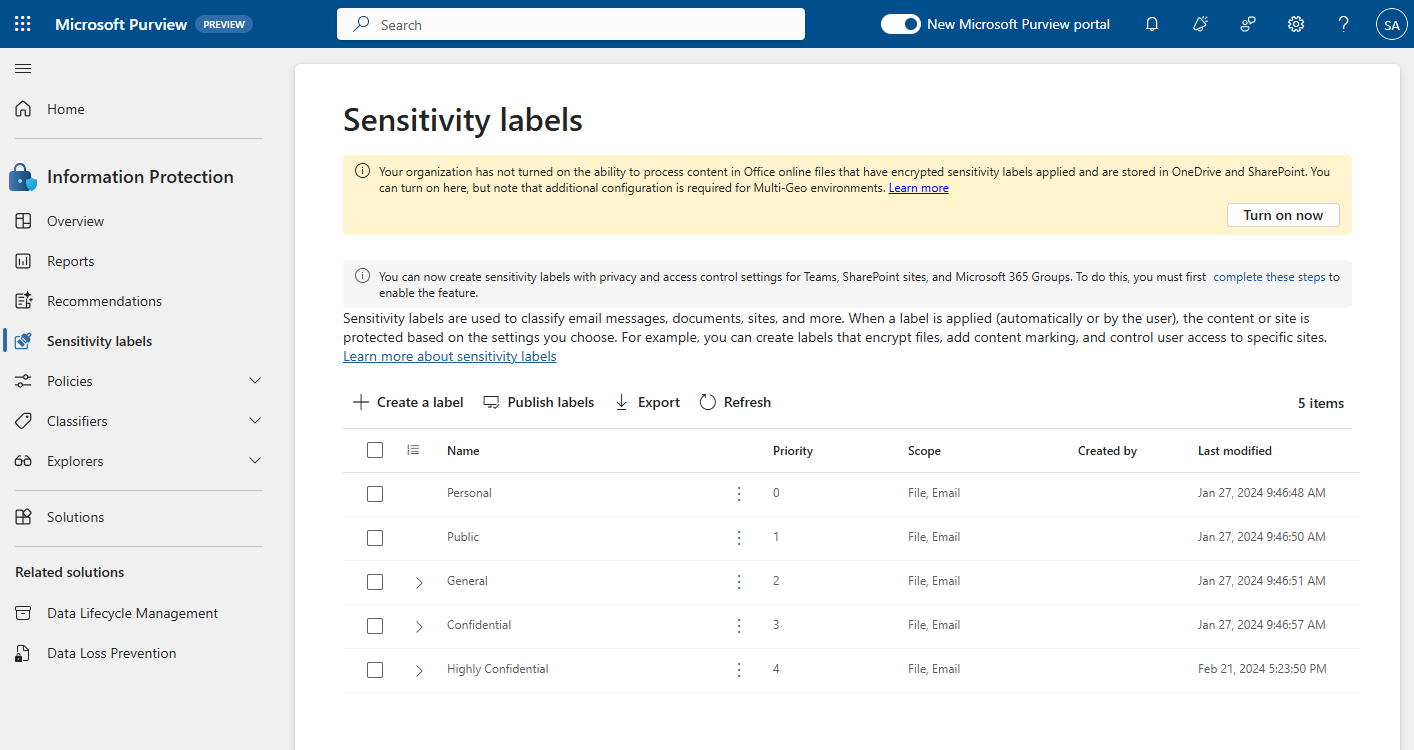 Microsoft Purview PREVIEW
Search
New Microsoft Purview portal
?
SA
Home
Information Protection
Overview
Reports
Recommendations
Sensitivity labels
Policies
Classifiers
Explorers
Solutions
Related solutions
Data Lifecycle Management
Data Loss Prevention
Sensitivity labels
Your organization has not turned on the ability to process content in Office online files that have encrypted sensitivity labels applied and are stored in OneDrive and SharePoint. You
can turn on here, but note that additional configuration is required for Multi-Geo environments. Learn more
Turn on now
You can now create sensitivity labels with privacy and access control settings for Teams, SharePoint sites, and Microsoft 365 Groups. To do this, you must first complete these steps to
enable the feature.
Sensitivity labels are used to classify email messages, documents, sites, and more. When a label is applied (automatically or by the user), the content or site is
protected based on the settings you choose. For example, you can create labels that encrypt files, add content marking, and control user access to specific sites.
Learn more about sensitivity labels
Create a label Publish labels Export Refresh 5 items
Name Priority Scope Created by Last modified
Personal 0 File, Email Jan 27, 2024 9:46:48 AM
Public 1 File, Email Jan 27, 2024 9:46:50 AM
General 2 File, Email Jan 27, 2024 9:46:51 AM
Confidential 3 File, Email Jan 27, 2024 9:46:57 AM
Highly Confidential 4 File, Email Feb 21, 2024 5:23:50 PM